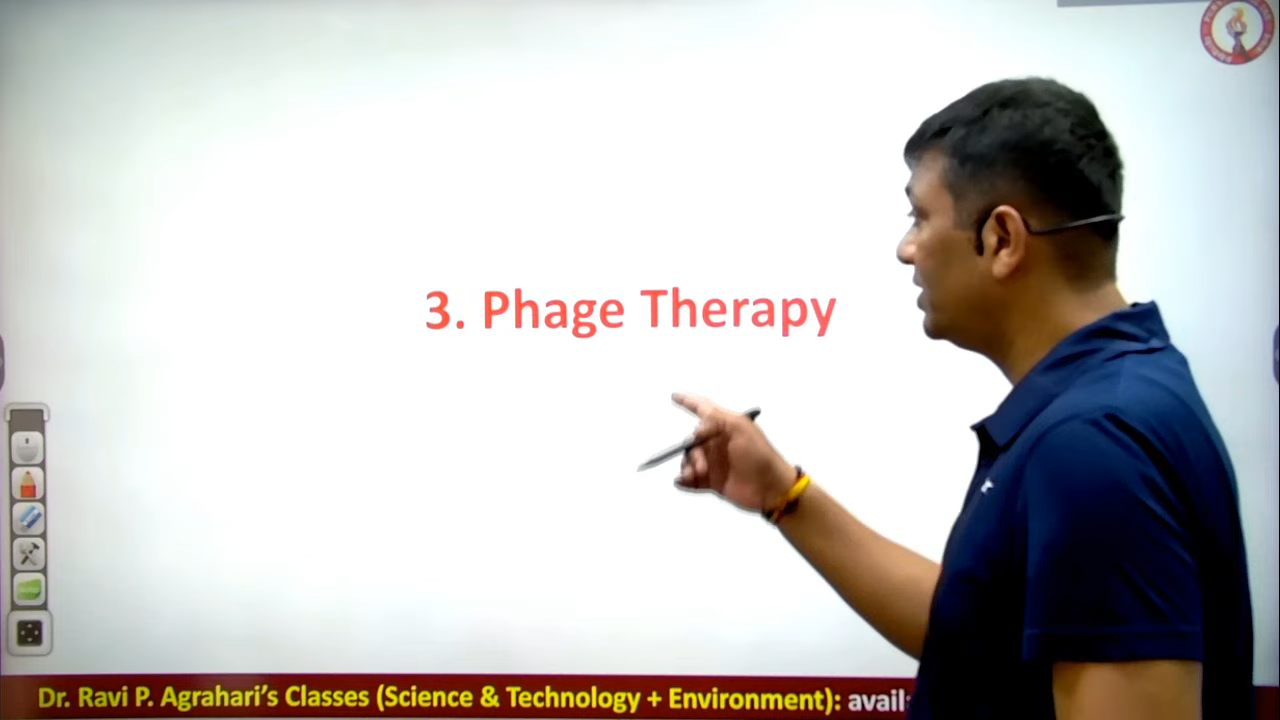 3. Phage Therapy
Dr. Ravi P. Agrahari's Classes (Science & Technology + Environment):